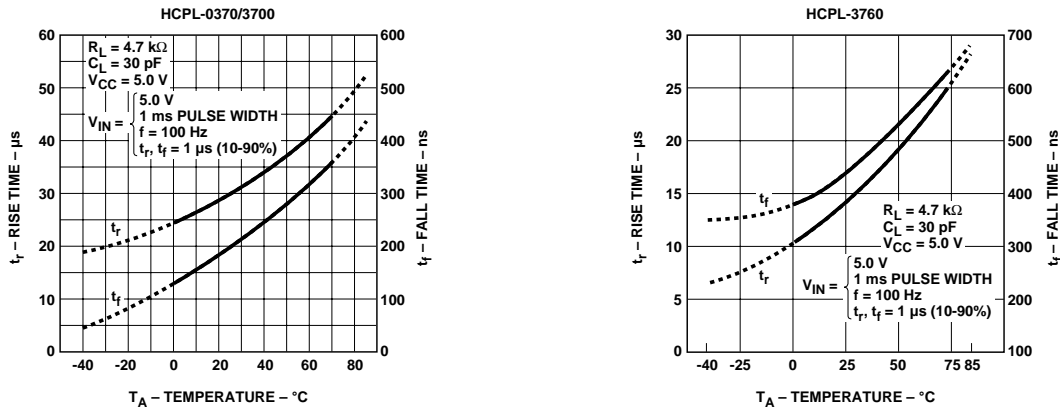 HCPL-0370/3700
60
50
40
30
20
10
0
t_r – RISE TIME – µs
R_L = 4.7 kΩ
C_L = 30 pF
V_CC = 5.0 V
V_IN =
5.0 V
1 ms PULSE WIDTH
f = 100 Hz
t_r, t_f = 1 µs (10-90%)
t_r
t_f
600
500
400
300
200
100
0
t_f – FALL TIME – ns
-40 -20 0 20 40 60 80
T_A – TEMPERATURE – °C
HCPL-3760
30
25
20
15
10
5
0
t_r – RISE TIME – µs
t_f
t_r
R_L = 4.7 kΩ
C_L = 30 pF
V_CC = 5.0 V
V_IN =
5.0 V
1 ms PULSE WIDTH
f = 100 Hz
t_r, t_f = 1 µs (10-90%)
700
600
500
400
300
200
100
t_f – FALL TIME – ns
-40 -25 0 25 50 75 85
T_A – TEMPERATURE – °C